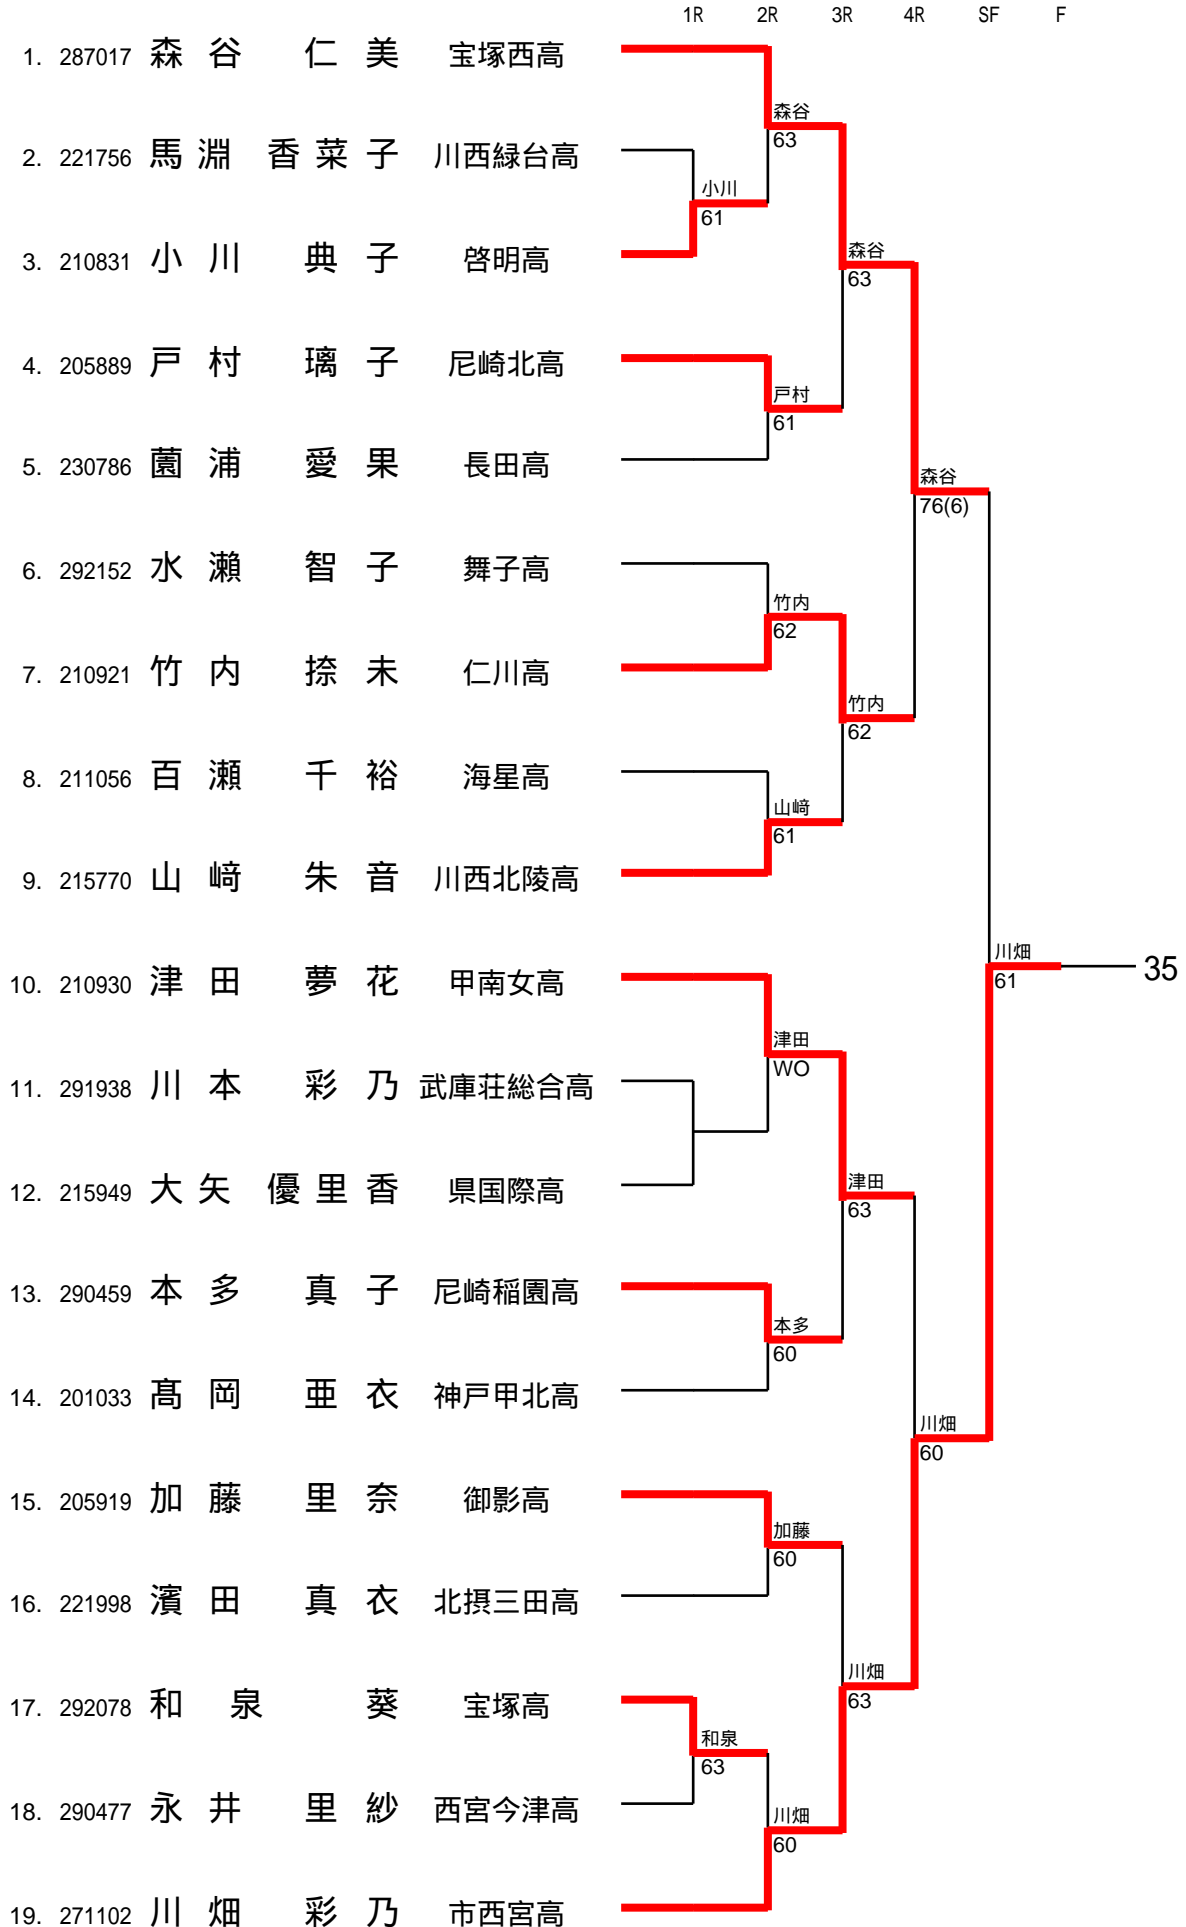 1R 2R 3R 4R SF F
1. 287017 森谷 仁美 宝塚西高
森谷
63
2. 221756 馬淵 香菜子 川西緑台高
小川
61
3. 210831 小川 典子 啓明高
森谷
63
4. 205889 戸村 璃子 尼崎北高
戸村
61
5. 230786 薗浦 愛果 長田高
森谷
76(6)
6. 292152 水瀨 智子 舞子高
竹内
62
7. 210921 竹内 捺未 仁川高
竹内
62
8. 211056 百瀬 千裕 海星高
山﨑
61
9. 215770 山﨑 朱音 川西北陵高
川畑
61
35
10. 210930 津田 夢花 甲南女高
津田
WO
11. 291938 川本 彩乃 武庫荘総合高
12. 215949 大矢 優里香 県国際高
津田
63
13. 290459 本多 真子 尼崎稲園高
本多
60
14. 201033 髙岡 亜衣 神戸甲北高
川畑
60
15. 205919 加藤 里奈 御影高
加藤
60
16. 221998 濱田 真衣 北摂三田高
川畑
63
17. 292078 和泉 葵 宝塚高
和泉
63
18. 290477 永井 里紗 西宮今津高
川畑
60
19. 271102 川畑 彩乃 市西宮高